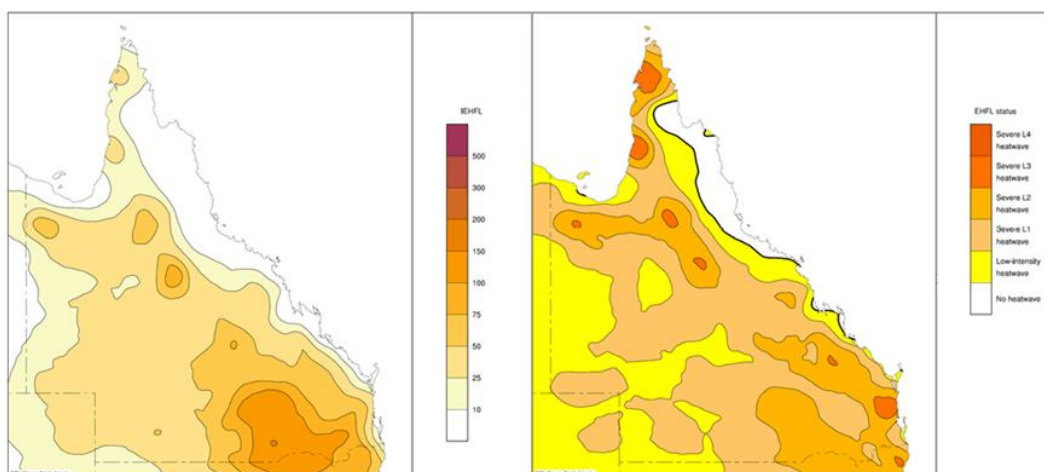 IEHFL
500
300
200
150
100
75
50
25
10
EHFL status
Severe L4
heatwave
Severe L3
heatwave
Severe L2
heatwave
Severe L1
heatwave
Low-intensity
heatwave
No heatwave